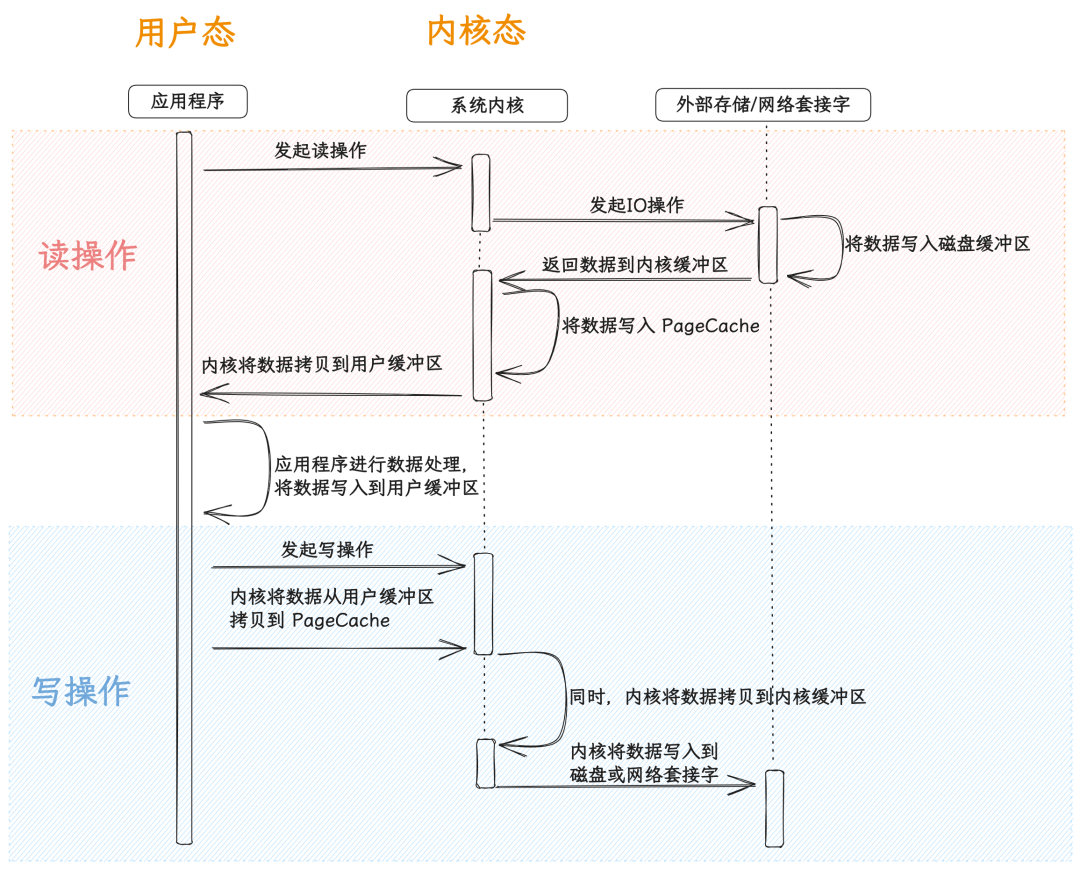 用户态
内核态
应用程序
系统内核
外部存储/网络套接字
发起读操作
发起IO操作
读操作
将数据写入磁盘缓冲区
返回数据到内核缓冲区
将数据写入 PageCache
内核将数据拷贝到用户缓冲区
应用程序进行数据处理，
将数据写入到用户缓冲区
发起写操作
内核将数据从用户缓冲区
拷贝到 PageCache
写操作
同时，内核将数据拷贝到内核缓冲区
内核将数据写入到
磁盘或网络套接字